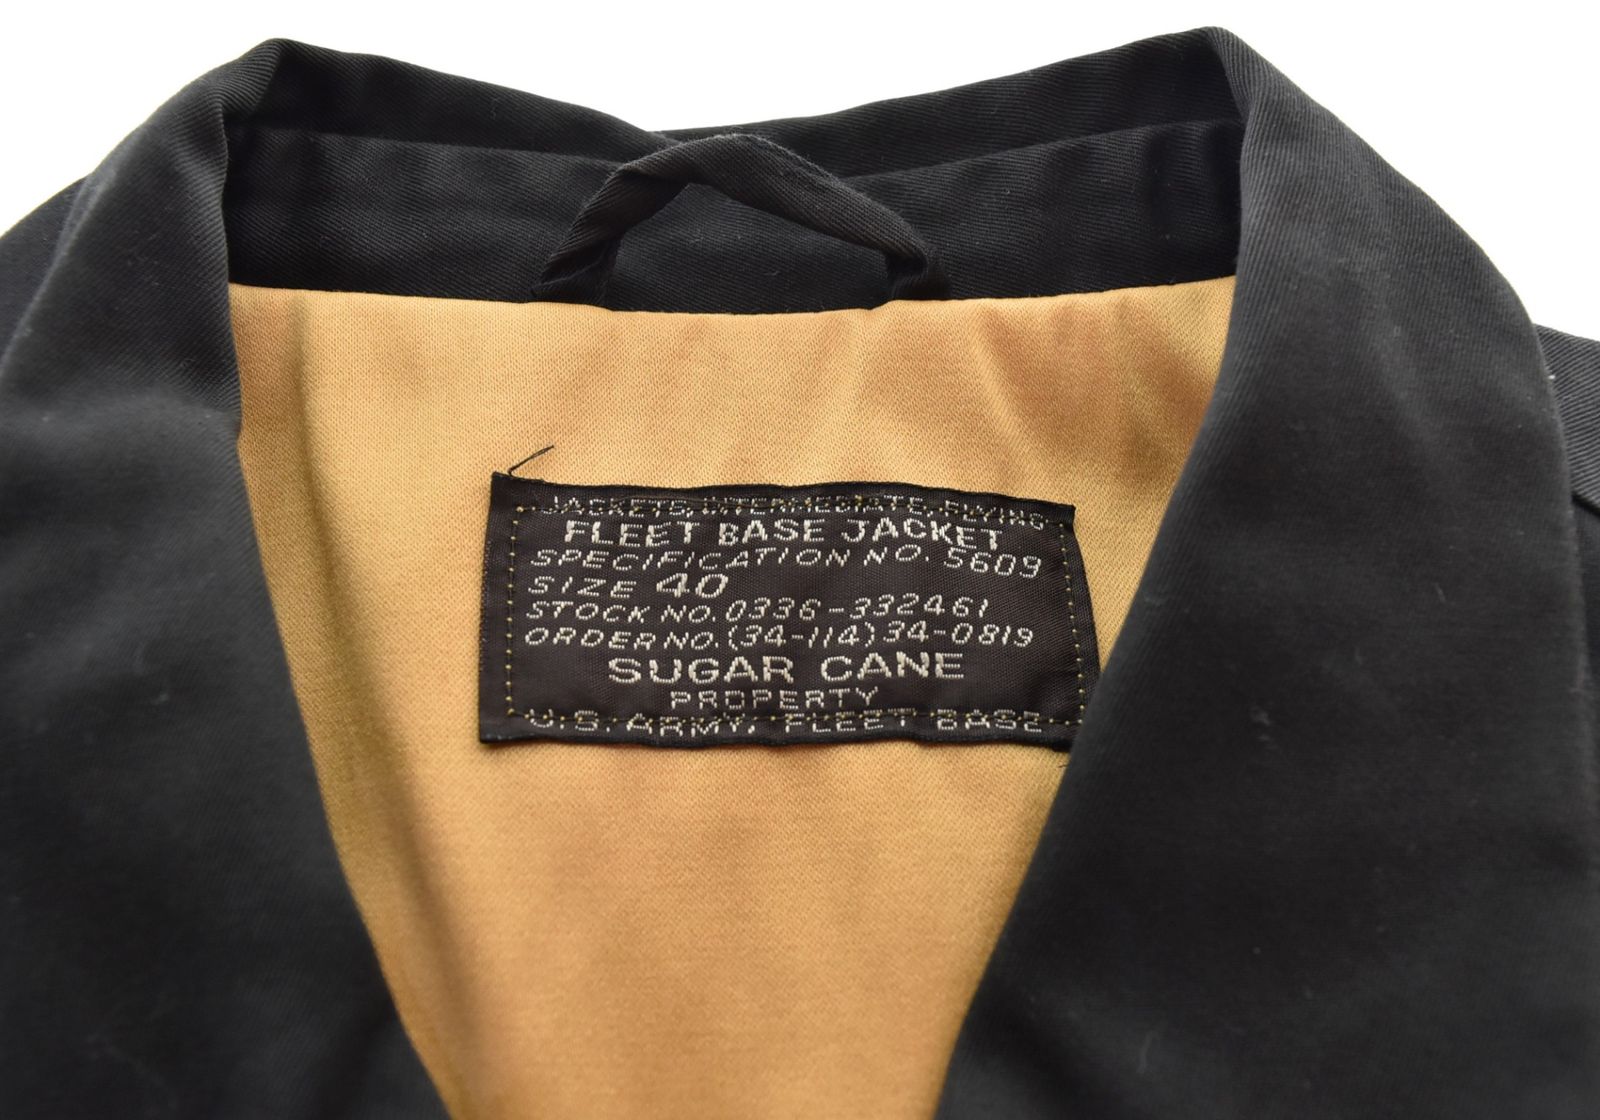 JACKETS, INTERMEDIATE, FLYING
FLEET BASE JACKET
SPECIFICATION NO. 5609
SIZE 40
STOCK NO. 0336-332461
ORDER NO. (34-114) 34-0819
SUGAR CANE
PROPERTY
U.S. ARMY, FLEET BASE